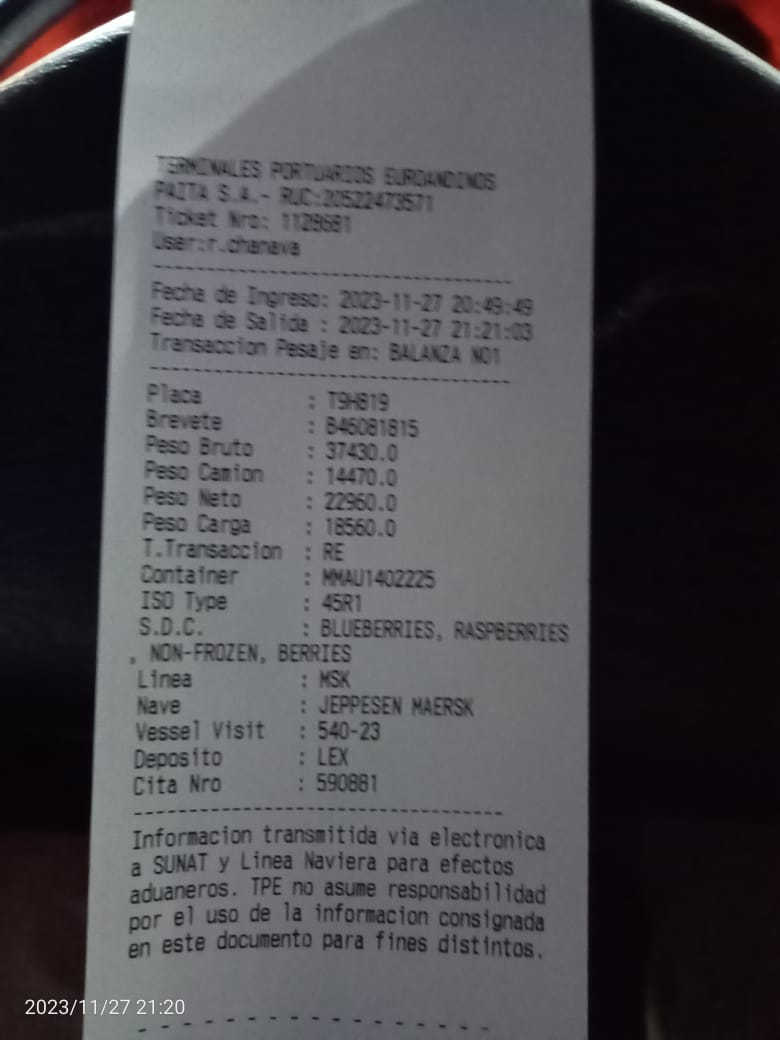 TERMINALES PORTUARIOS EUROANDINOS
PAITA S.A.- RUC:20522473571
Ticket Nro: 1129681
User:r.chanava
--------------------------------
Fecha de Ingreso: 2023-11-27 20:49:49
Fecha de Salida : 2023-11-27 21:21:03
Transaccion Pesaje en: BALANZA NO1
--------------------------------
Placa : T9H819
Brevete : B46081815
Peso Bruto : 37430.0
Peso Camion : 14470.0
Peso Neto : 22960.0
Peso Carga : 18560.0
T.Transaccion : RE
Container : MMAU1402225
ISO Type : 45R1
S.D.C. : BLUEBERRIES, RASPBERRIES
, NON-FROZEN, BERRIES
Linea : MSK
Nave : JEPPESEN MAERSK
Vessel Visit : 540-23
Deposito : LEX
Cita Nro : 590881
--------------------------------
Informacion transmitida via electronica
a SUNAT y Linea Naviera para efectos
aduaneros. TPE no asume responsabilidad
por el uso de la informacion consignada
en este documento para fines distintos.
2023/11/27 21:20